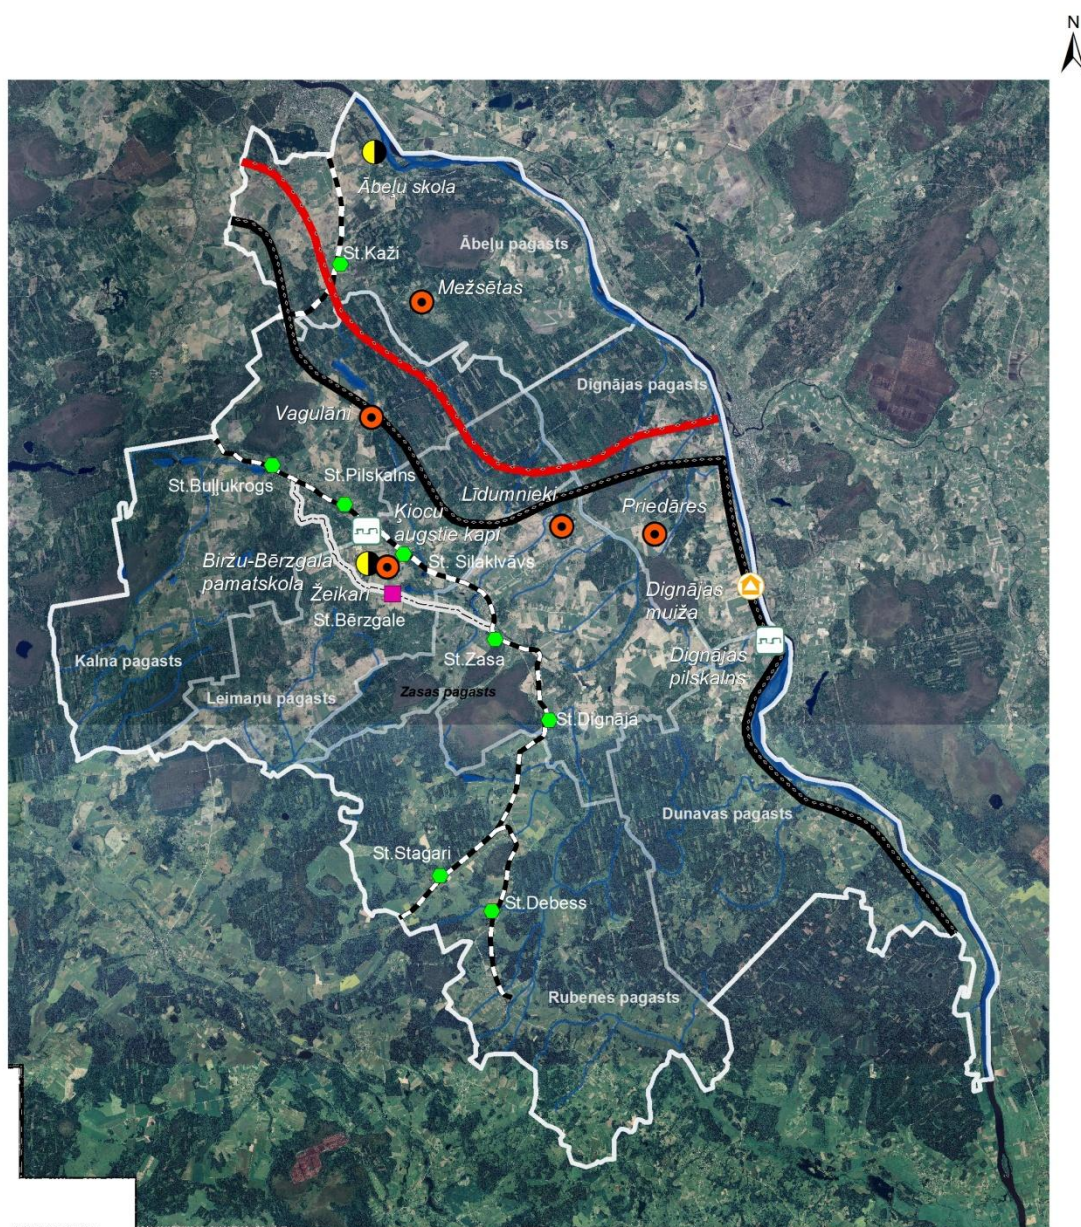 N
Ābeļu skola
Ābeļu pagasts
St.Kaži
Mežsētas
Dignājas pagasts
Vagulāni
St.Buļļukrogs
St.Pilskalns
Līdumnieki
Priedāres
Ķiocu
augstie kapi
St. Silaklvāvs
Biržu-Bērzgala
pamatskola
Žeikari
St.Bērzgale
Dignājas
muiža
Dignājas
pilskalns
St.Zasa
Kalna pagasts
Leimaņu pagasts
Zasas pagasts
St.Dignāja
Dunavas pagasts
St.Stagari
St.Debess
Rubenes pagasts